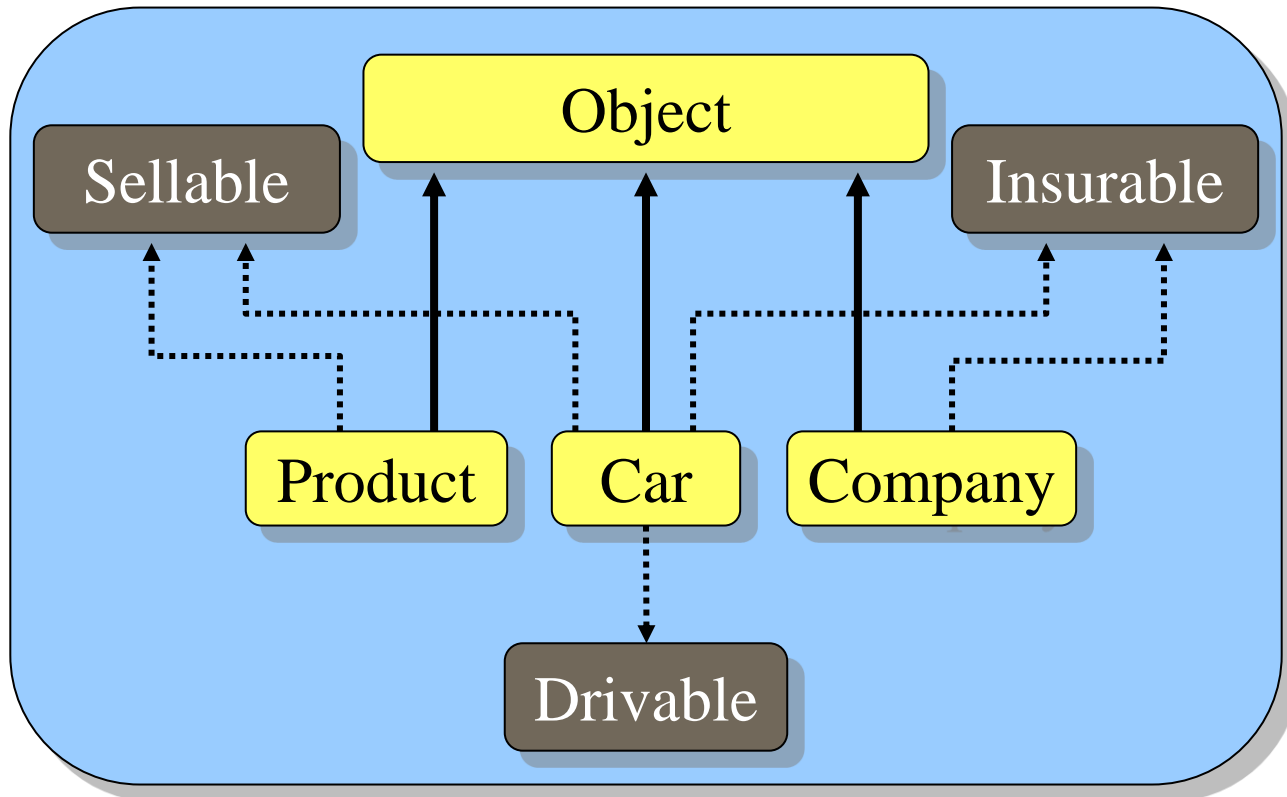 Object
Sellable
Insurable
Product
Car
Company
Drivable